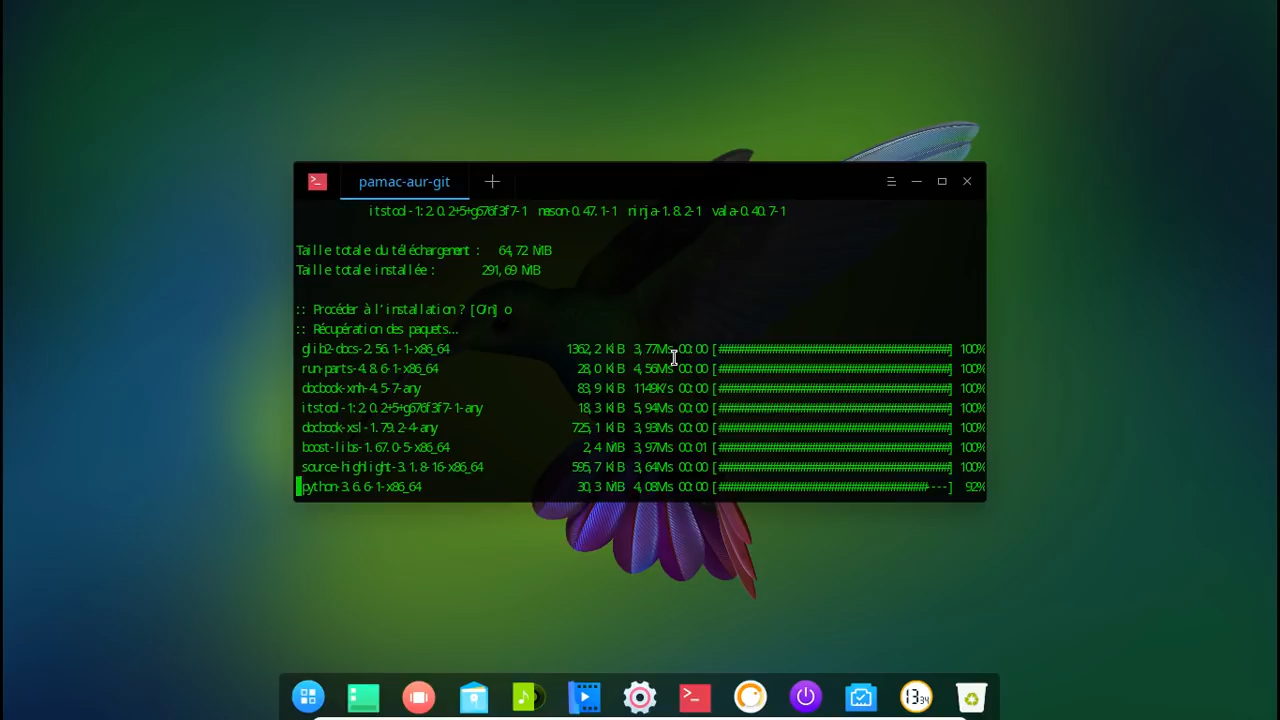 pamac-aur-git
itstool-1:2.0.2+5+g676f3f7-1 meson-0.47.1-1 ninja-1.8.2-1 vala-0.40.7-1
Taille totale du téléchargement : 64,72 MiB
Taille totale installée : 291,69 MiB
:: Procéder à l'installation ? [O/n] o
:: Récupération des paquets...
glib2-docs-2.56.1-1-x86_64 1362,2 KiB 3,77M/s 00:00 [######################################] 100%
run-parts-4.8.6-1-x86_64 28,0 KiB 4,56M/s 00:00 [######################################] 100%
docbook-xml-4.5-7-any 83,9 KiB 1149K/s 00:00 [######################################] 100%
itstool-1:2.0.2+5+g676f3f7-1-any 18,3 KiB 5,94M/s 00:00 [######################################] 100%
docbook-xsl-1.79.2-4-any 725,1 KiB 3,93M/s 00:00 [######################################] 100%
boost-libs-1.67.0-5-x86_64 2,4 MiB 3,97M/s 00:01 [######################################] 100%
source-highlight-3.1.8-16-x86_64 595,7 KiB 3,64M/s 00:00 [######################################] 100%
python-3.6.6-1-x86_64 30,3 MiB 4,08M/s 00:00 [###################################---] 92%
13 34